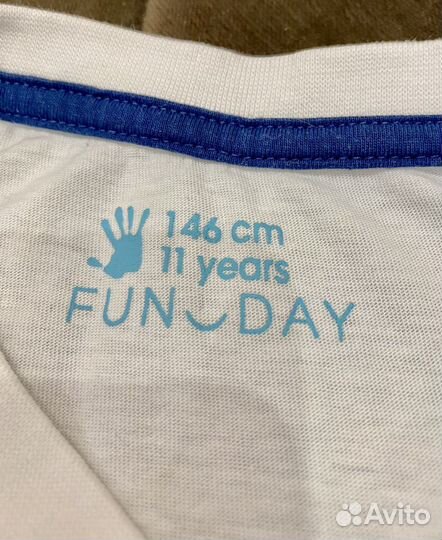 146 cm
11 years
FUN DAY
Avito